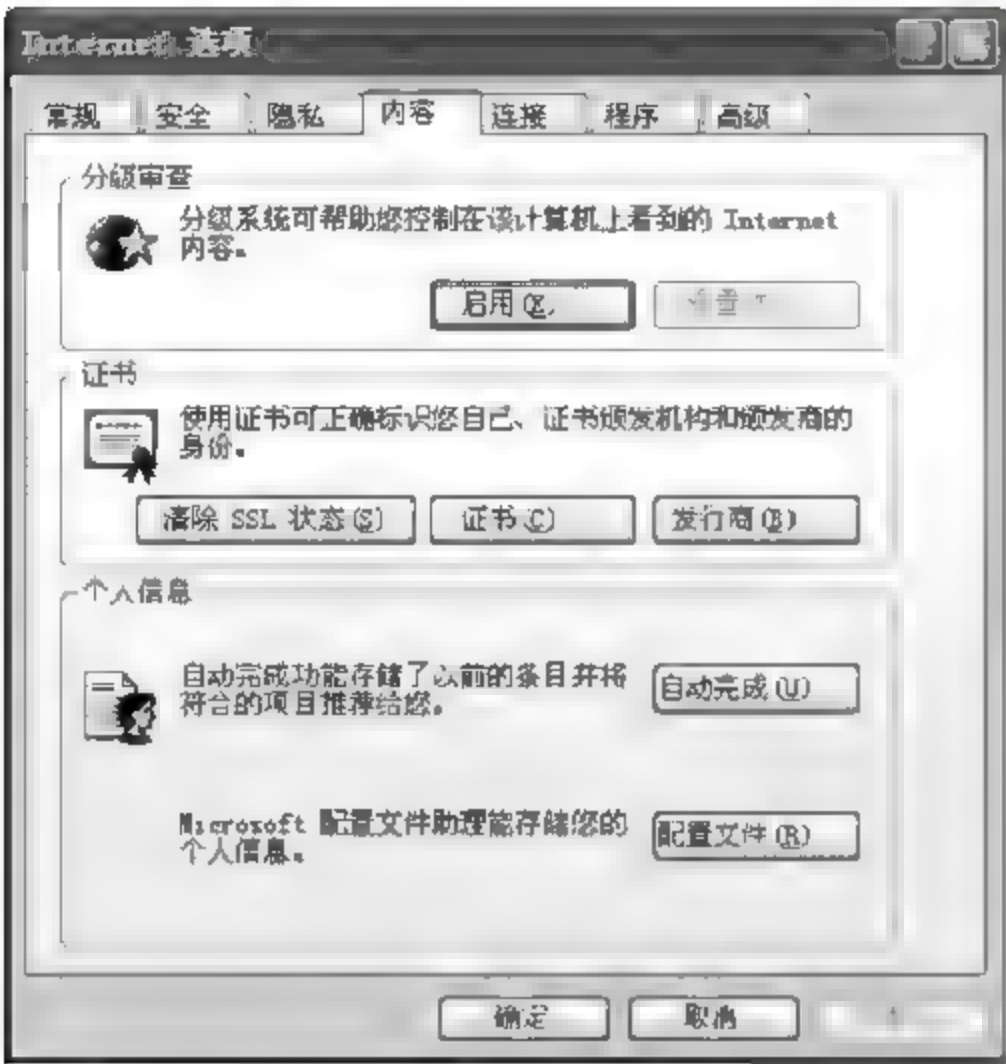 Internet 选项
常规 安全 隐私 内容 连接 程序 高级
分级审查
分级系统可帮助您控制在该计算机上看到的 Internet
内容。
启用(E).
证书
使用证书可正确标识您自己、证书颁发机构和颁发商的
身份。
清除 SSL 状态(S) 证书(C) 发行商(B)
个人信息
自动完成功能存储了以前的条目并将
符合的项目推荐给您。
自动完成(U)
Microsoft 配置文件助理能存储您的
个人信息。
配置文件(R)
确定 取消